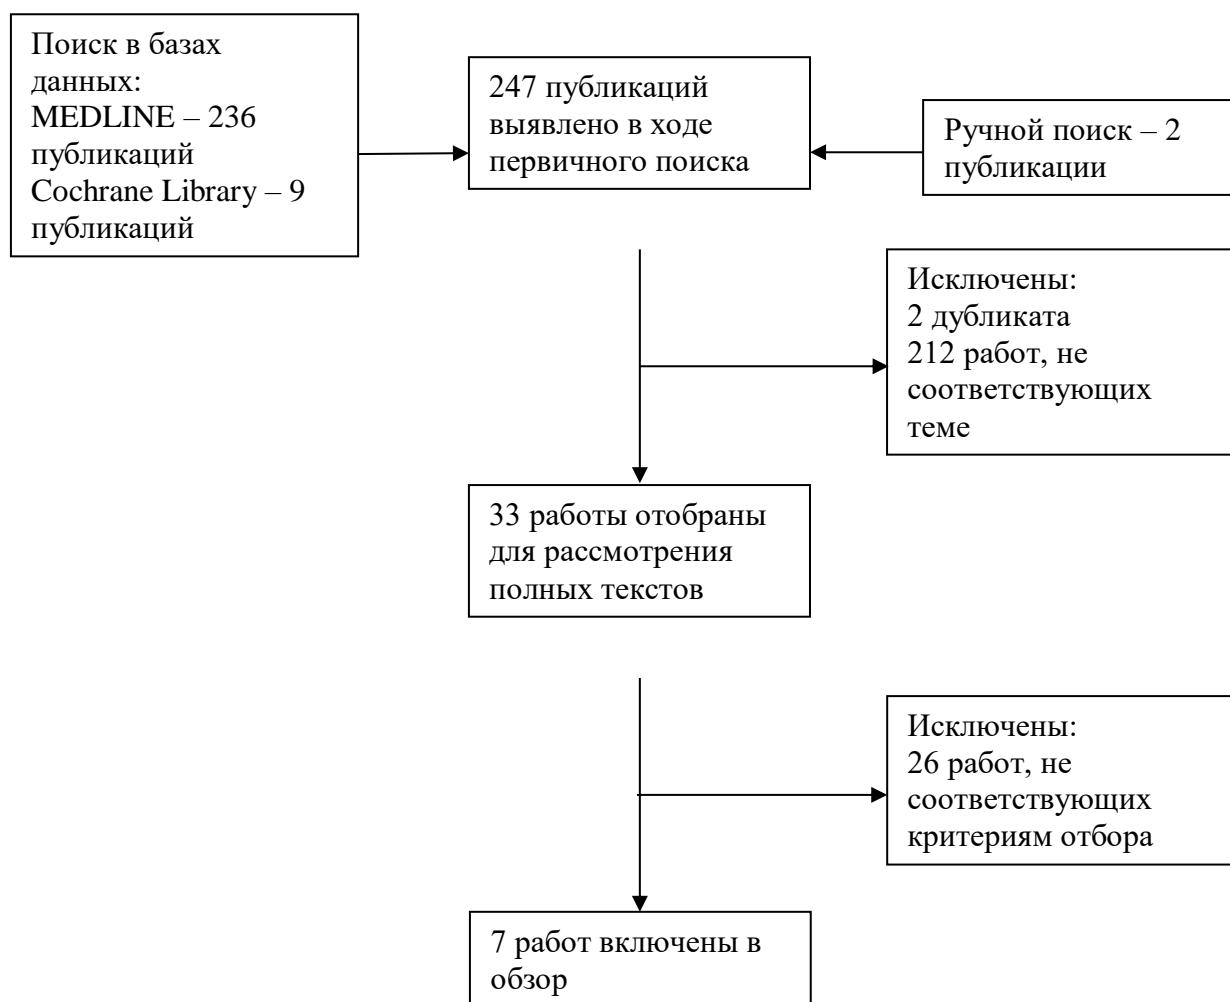 Поиск в базах
данных:
MEDLINE – 236
публикаций
Cochrane Library – 9
публикаций
247 публикаций
выявлено в ходе
первичного поиска
Ручной поиск – 2
публикации
Исключены:
2 дубликата
212 работ, не
соответствующих
теме
33 работы отобраны
для рассмотрения
полных текстов
Исключены:
26 работ, не
соответствующих
критериям отбора
7 работ включены в
обзор